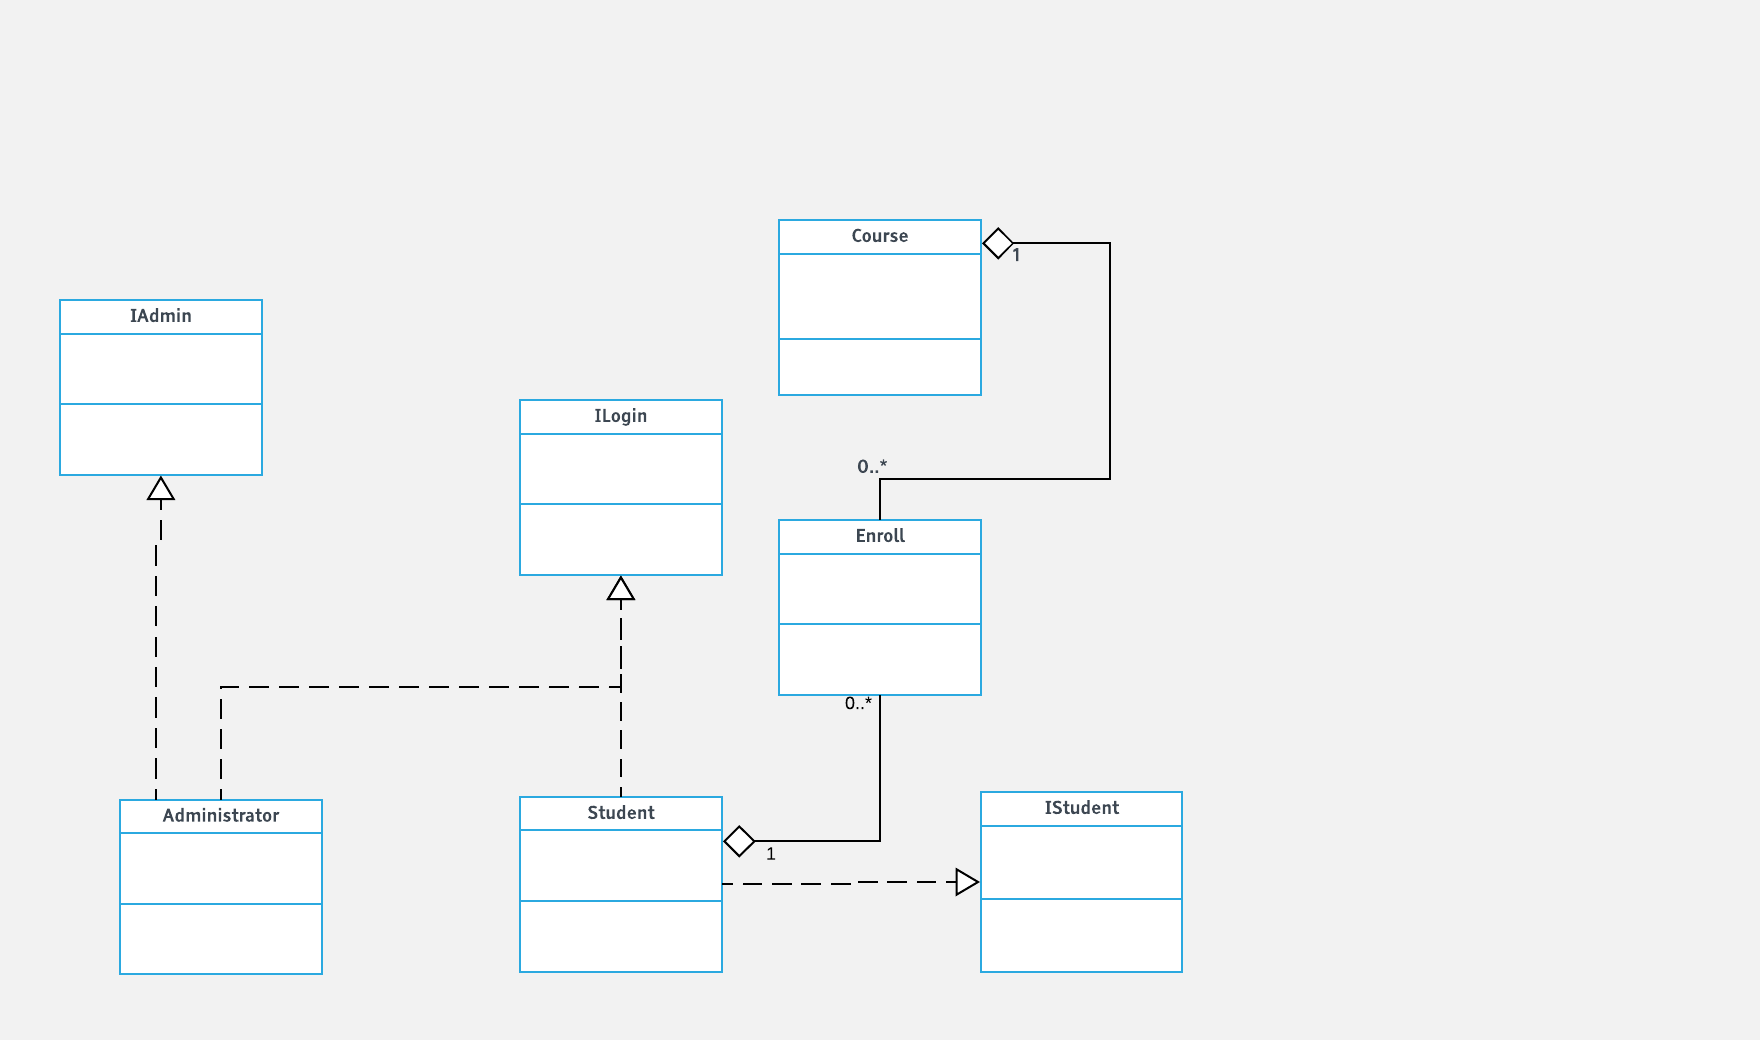 Course
1
IAdmin
ILogin
0..*
Enroll
0..*
Administrator
Student
IStudent
1